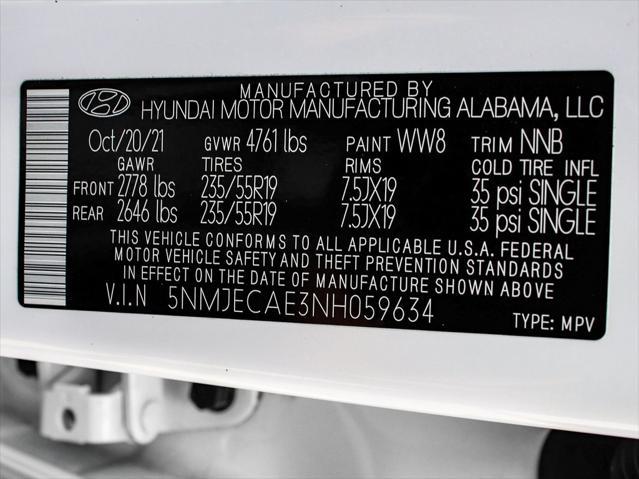 MANUFACTURED BY
HYUNDAI MOTOR MANUFACTURING ALABAMA, LLC
Oct/20/21 GVWR 4761 lbs PAINT WW8 TRIM NNB
GAWR TIRES RIMS COLD TIRE INFL
FRONT 2778 lbs 235/55R19 7.5JX19 35 psi SINGLE
REAR 2646 lbs 235/55R19 7.5JX19 35 psi SINGLE
THIS VEHICLE CONFORMS TO ALL APPLICABLE U.S.A. FEDERAL
MOTOR VEHICLE SAFETY AND THEFT PREVENTION STANDARDS
IN EFFECT ON THE DATE OF MANUFACTURE SHOWN ABOVE
V.I.N 5NMJECAE3NH059634
TYPE: MPV